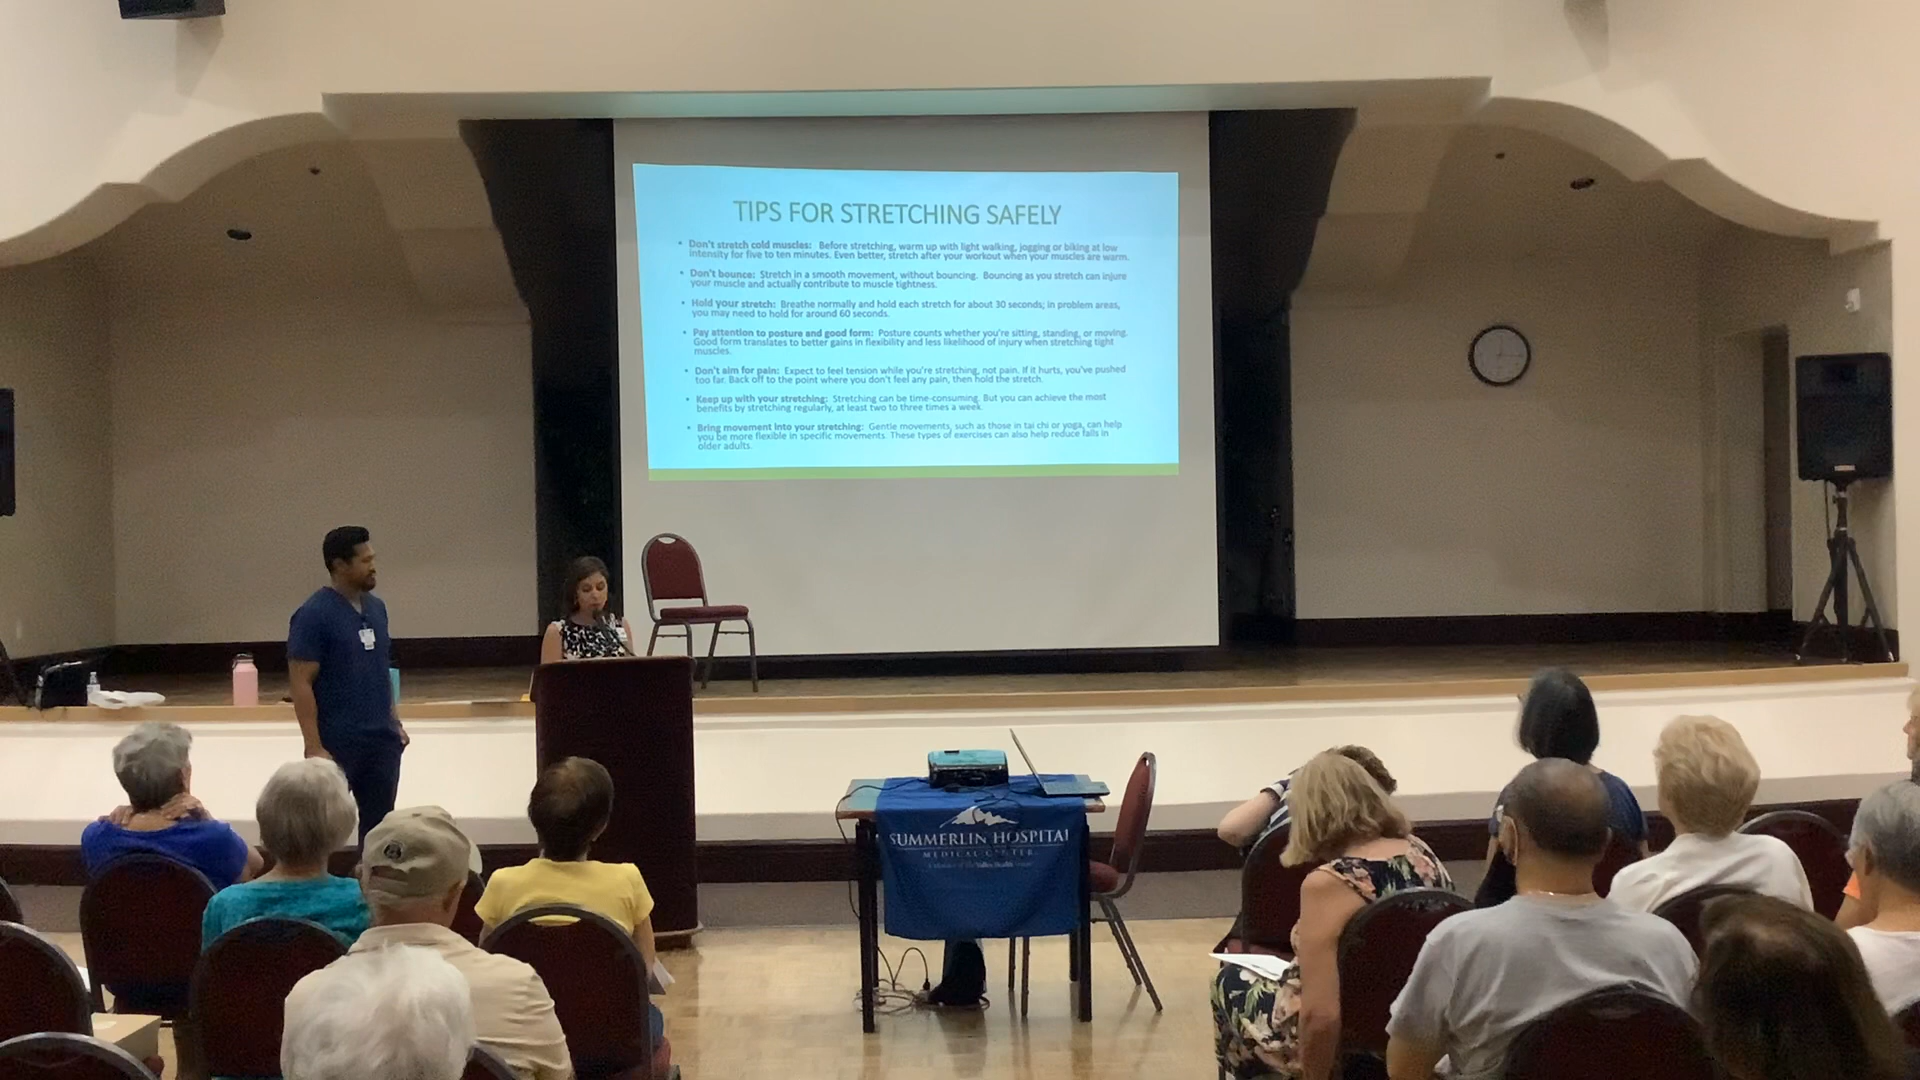 TIPS FOR STRETCHING SAFELY
• Don't stretch cold muscles: Before stretching, warm up with light walking, jogging or biking at low
intensity for five to ten minutes. Even better, stretch after your workout when your muscles are warm.
• Don't bounce: Stretch in a smooth movement, without bouncing. Bouncing as you stretch can injure
your muscle and actually contribute to muscle tightness.
• Hold your stretch: Breathe normally and hold each stretch for about 30 seconds; in problem areas,
you may need to hold for around 60 seconds.
• Pay attention to posture and good form: Posture counts whether you're sitting, standing, or moving.
Good form translates to better gains in flexibility and less likelihood of injury when stretching tight
muscles.
• Don't aim for pain: Expect to feel tension while you're stretching, not pain. If it hurts, you've pushed
too far. Back off to the point where you don't feel any pain, then hold the stretch.
• Keep up with your stretching: Stretching can be time-consuming. But you can achieve the most
benefits by stretching regularly, at least two to three times a week.
• Bring movement into your stretching: Gentle movements, such as those in tai chi or yoga, can help
you be more flexible in specific movements. These types of exercises can also help reduce falls in
older adults.
SUMMERLIN HOSPITAL
MEDICAL CENTER
A Member of The Valley Health